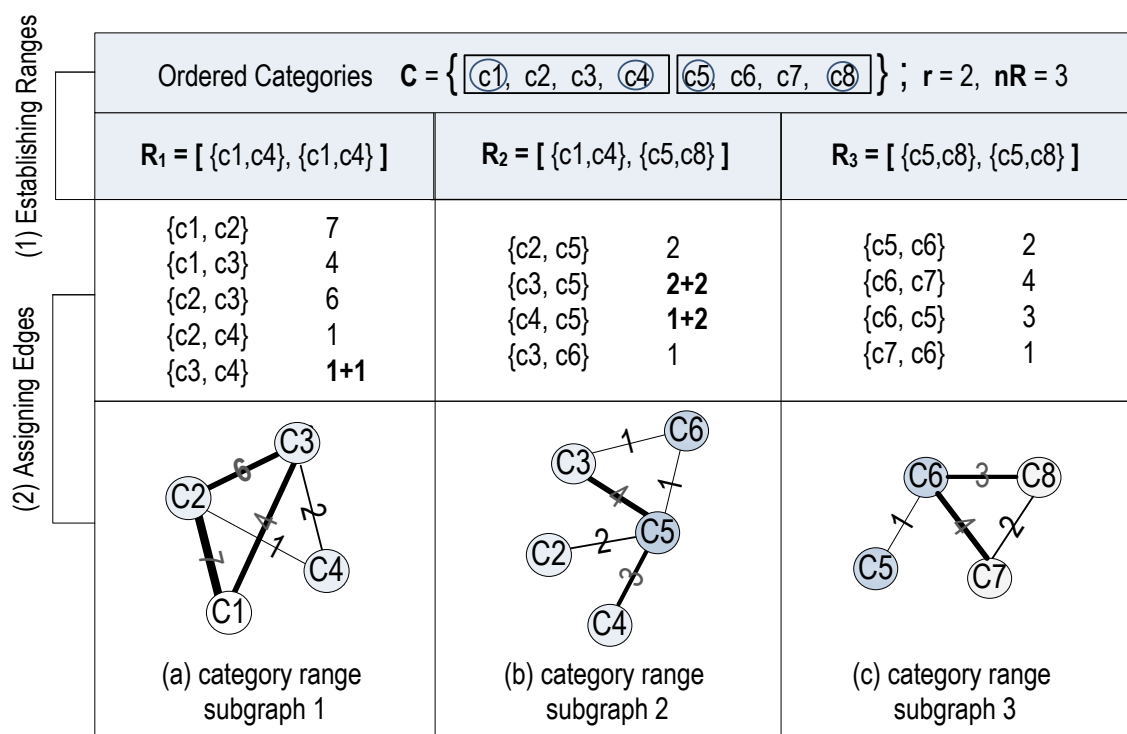 (1) Establishing Ranges
(2) Assigning Edges
Ordered Categories C = { c1, c2, c3, c4 c5, c6, c7, c8 } ; r = 2, nR = 3
R1 = [ {c1,c4}, {c1,c4} ]
R2 = [ {c1,c4}, {c5,c8} ]
R3 = [ {c5,c8}, {c5,c8} ]
{c1, c2} 7
{c1, c3} 4
{c2, c3} 6
{c2, c4} 1
{c3, c4} 1+1
{c2, c5} 2
{c3, c5} 2+2
{c4, c5} 1+2
{c3, c6} 1
{c5, c6} 2
{c6, c7} 4
{c6, c5} 3
{c7, c6} 1
C3
6
C2
4
2
1
7
C4
C1
C6
1
C3
1
4
C5
2
C2
3
C4
C6
3
C8
1
4
2
C5
C7
(a) category range
subgraph 1
(b) category range
subgraph 2
(c) category range
subgraph 3